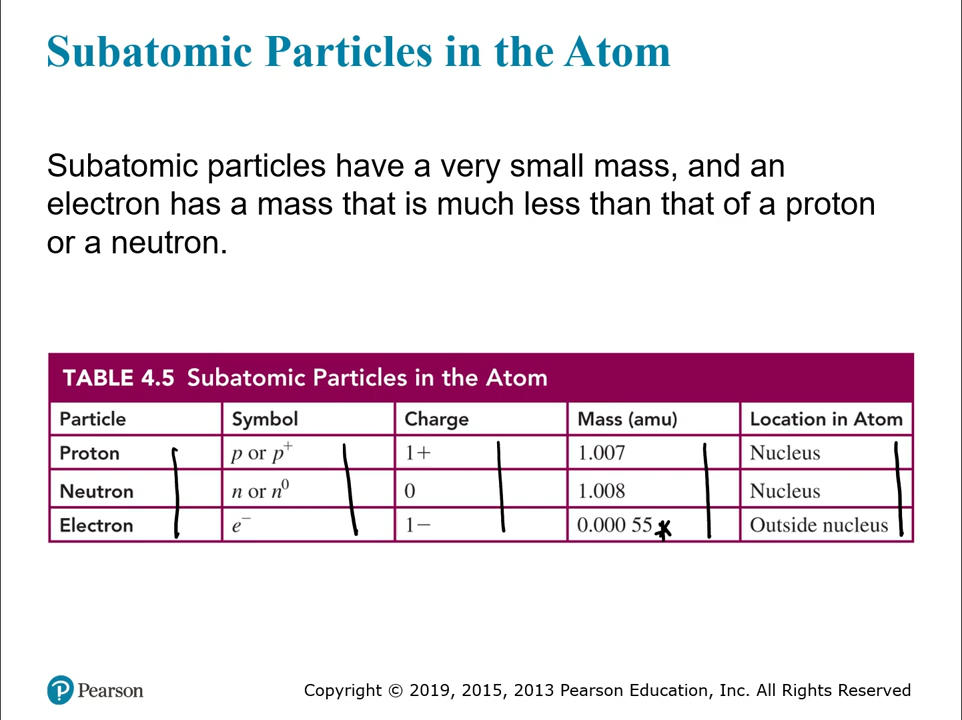 Subatomic Particles in the Atom
Subatomic particles have a very small mass, and an
electron has a mass that is much less than that of a proton
or a neutron.
TABLE 4.5 Subatomic Particles in the Atom
Particle Symbol Charge Mass (amu) Location in Atom
Proton p or p⁺ 1+ 1.007 Nucleus
Neutron n or n⁰ 0 1.008 Nucleus
Electron e⁻ 1− 0.000 55 * Outside nucleus
Pearson
Copyright © 2019, 2015, 2013 Pearson Education, Inc. All Rights Reserved